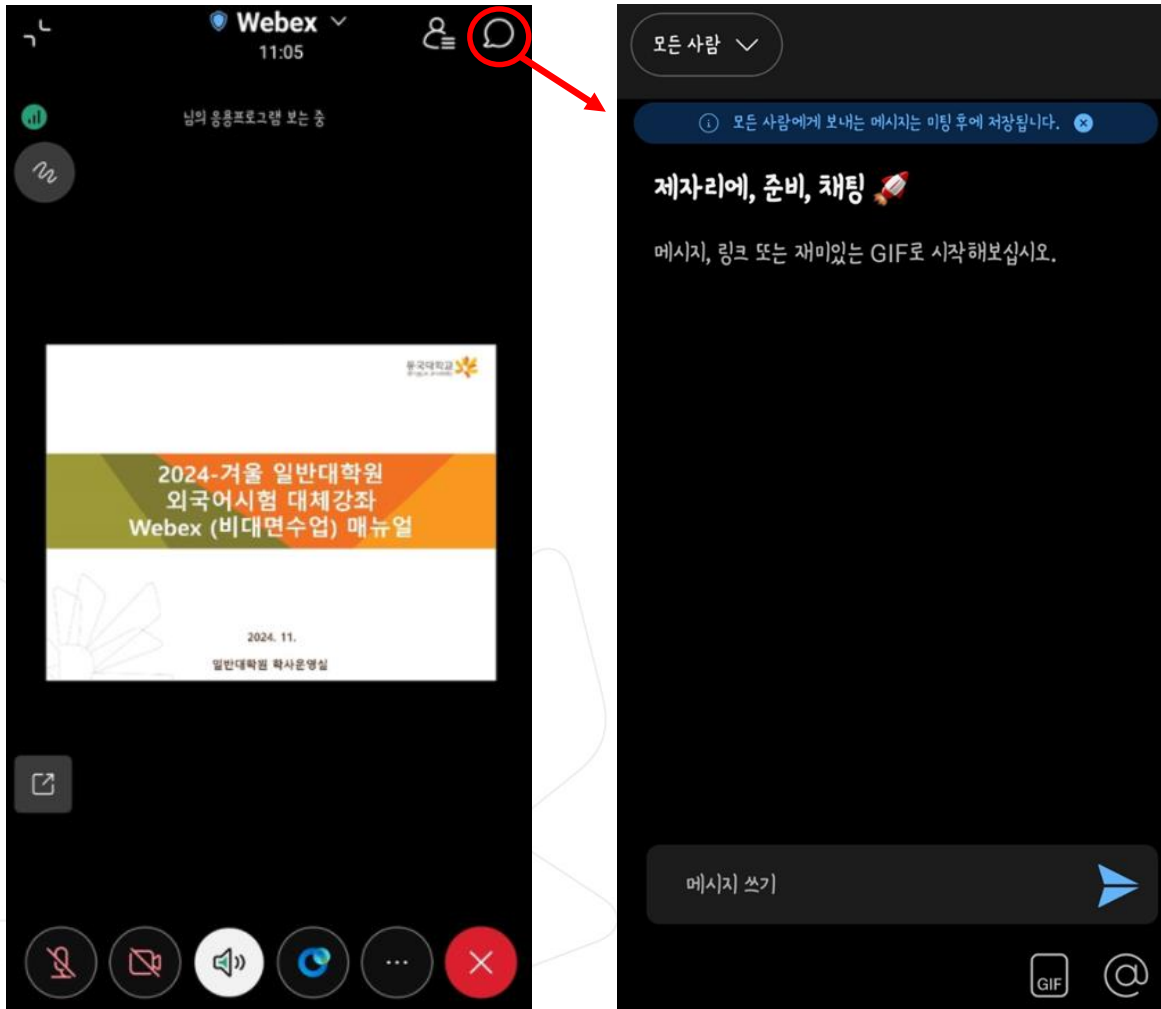 Webex
11:05
님의 응용프로그램 보는 중
동국대학교
2024-겨울 일반대학원
외국어시험 대체강좌
Webex (비대면수업) 매뉴얼
2024. 11.
일반대학원 학사운영실
모든 사람
모든 사람에게 보내는 메시지는 미팅 후에 저장됩니다.
제자리에, 준비, 채팅 🚀
메시지, 링크 또는 재미있는 GIF로 시작해보십시오.
메시지 쓰기
GIF @